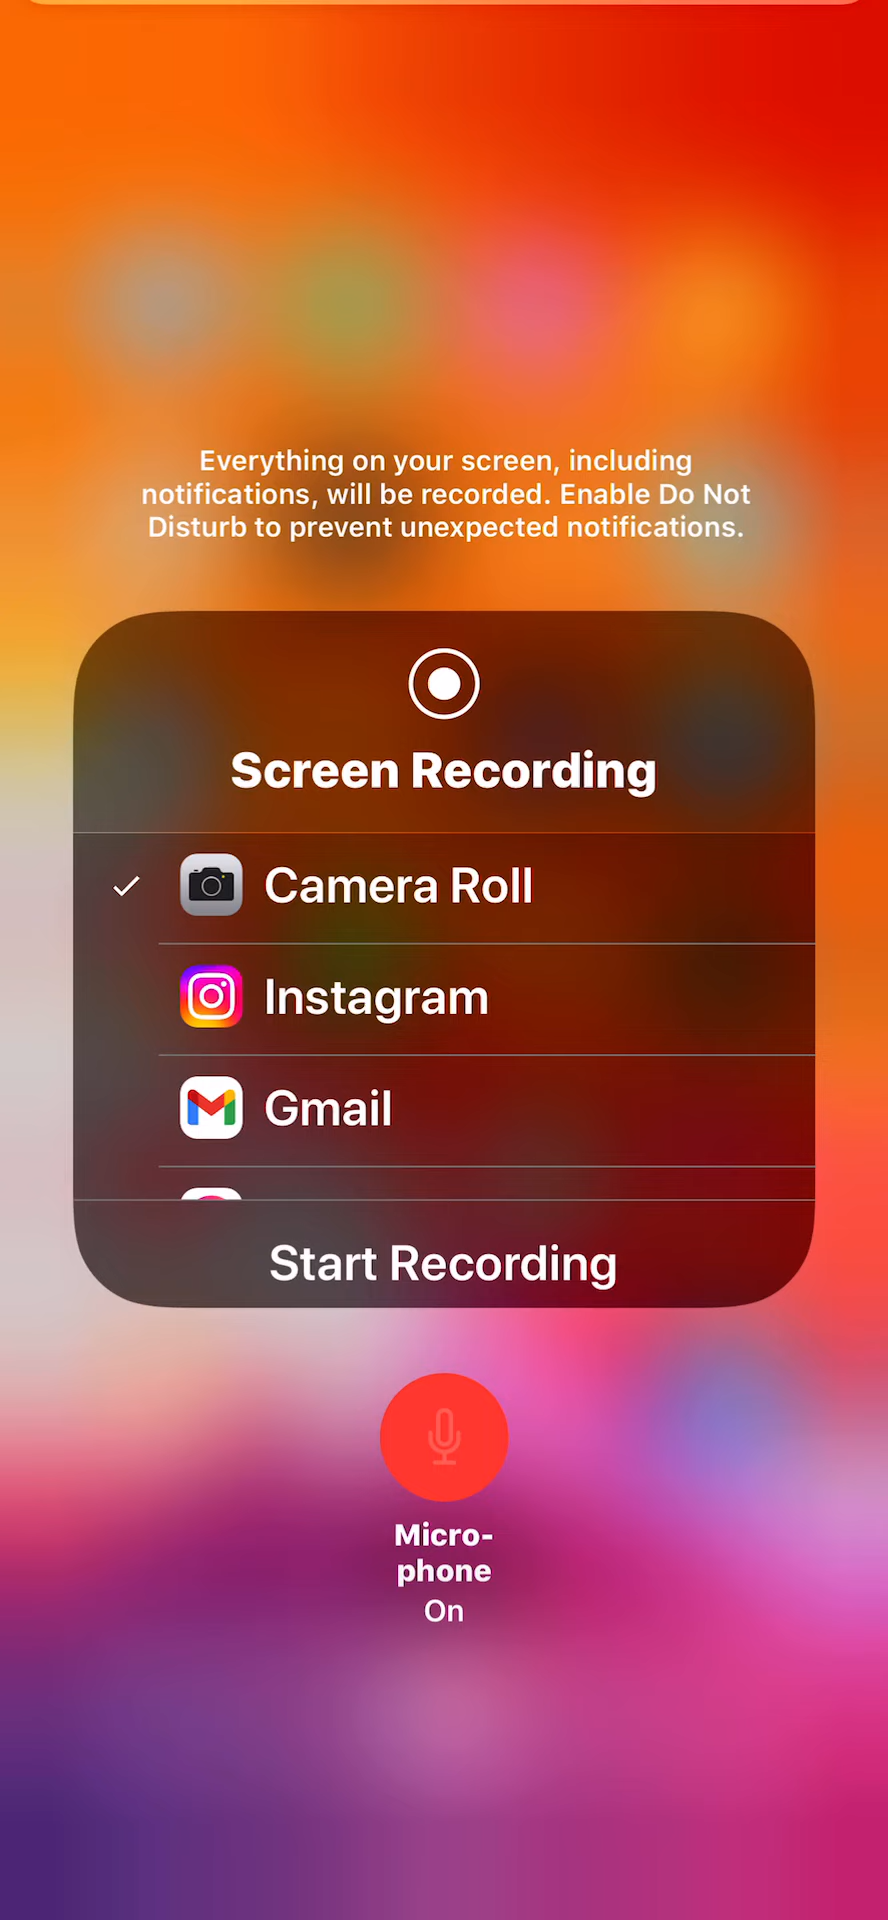 Everything on your screen, including
notifications, will be recorded. Enable Do Not
Disturb to prevent unexpected notifications.
Screen Recording
Camera Roll
Instagram
Gmail
Start Recording
Micro-
phone
On